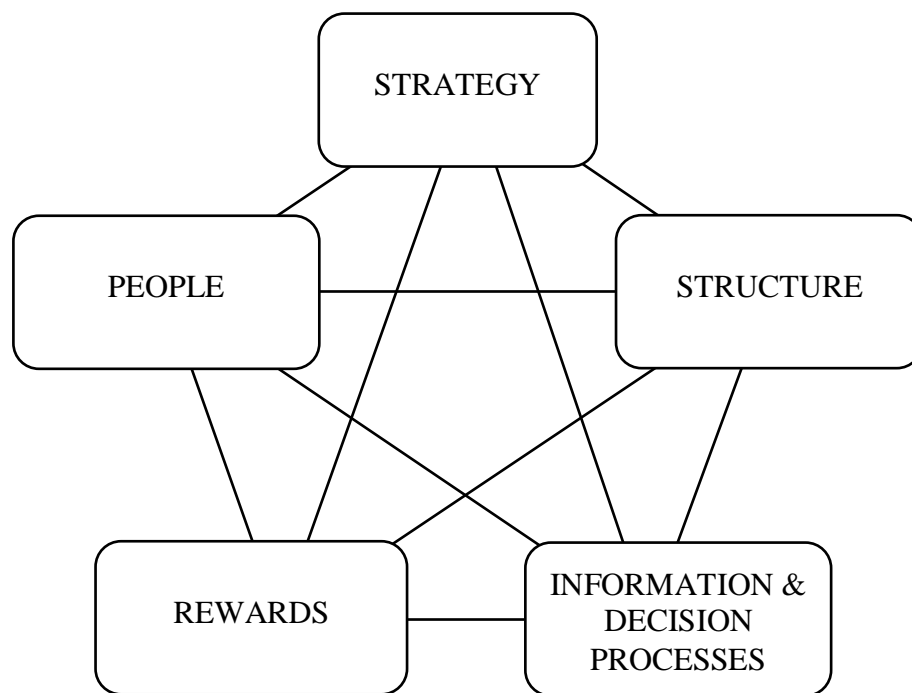 STRATEGY
PEOPLE
STRUCTURE
REWARDS
INFORMATION &
DECISION
PROCESSES